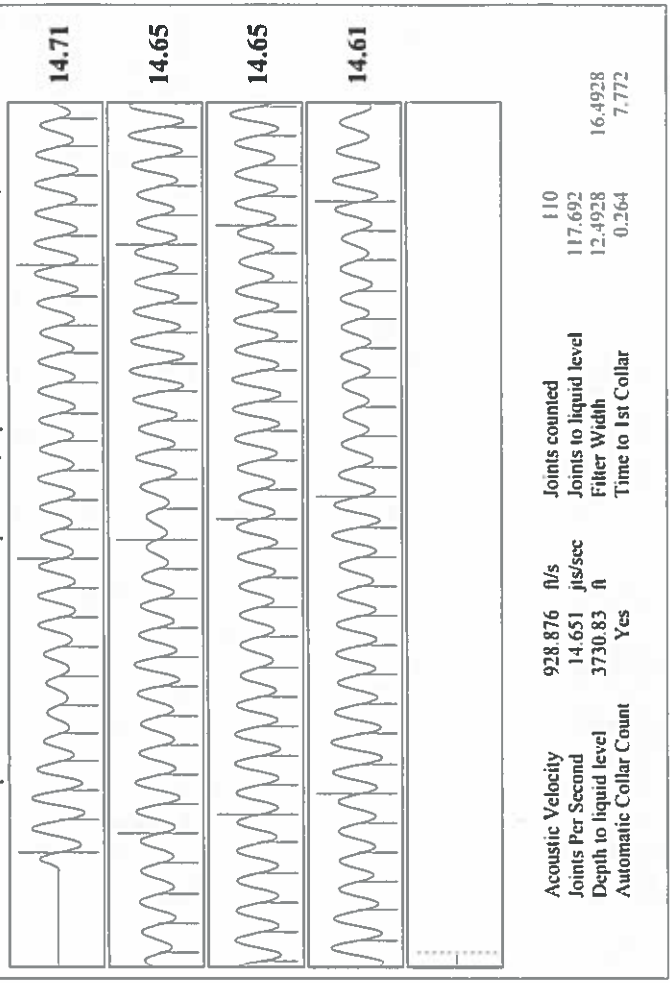 14.71
14.65
14.65
14.61
Acoustic Velocity 928.876 ft/s Joints counted 110
Joints Per Second 14.651 jts/sec Joints to liquid level 117.692
Depth to liquid level 3730.83 ft Filter Width 12.4928 16.4928
Automatic Collar Count Yes Time to 1st Collar 0.264 7.772